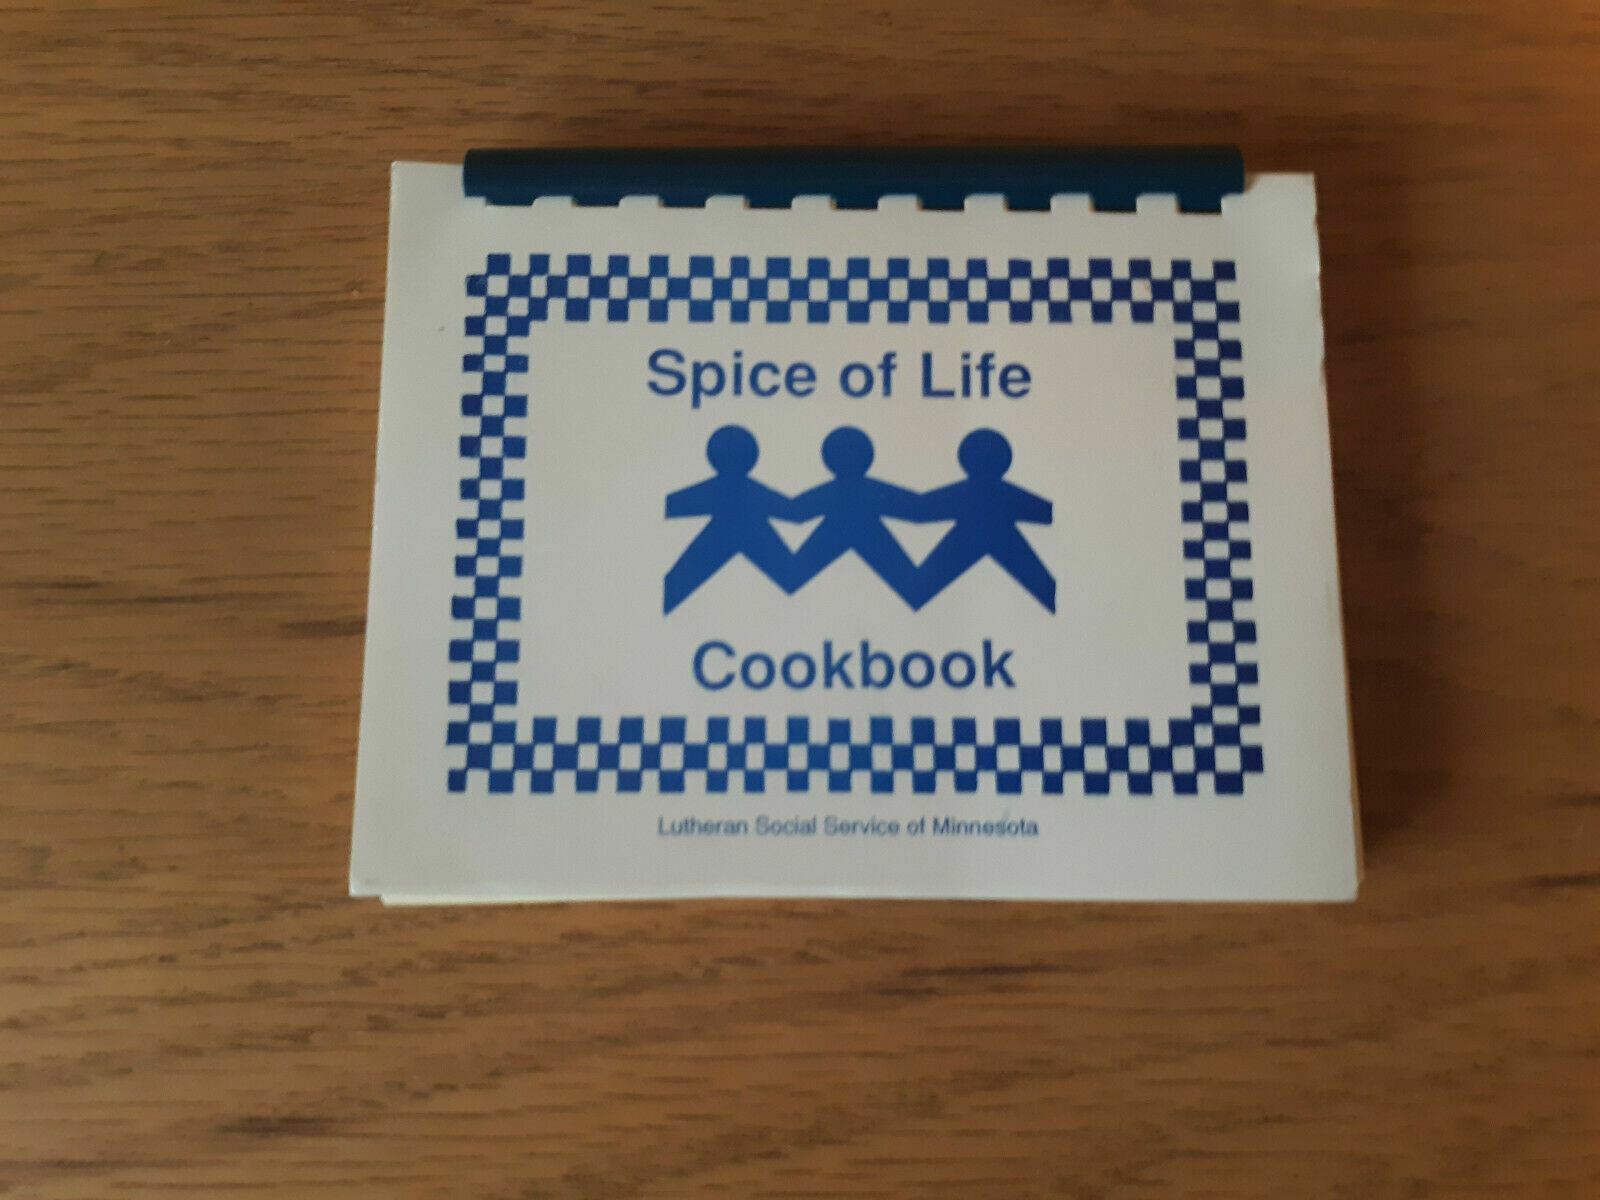 Spice of Life
Cookbook
Lutheran Social Service of Minnesota